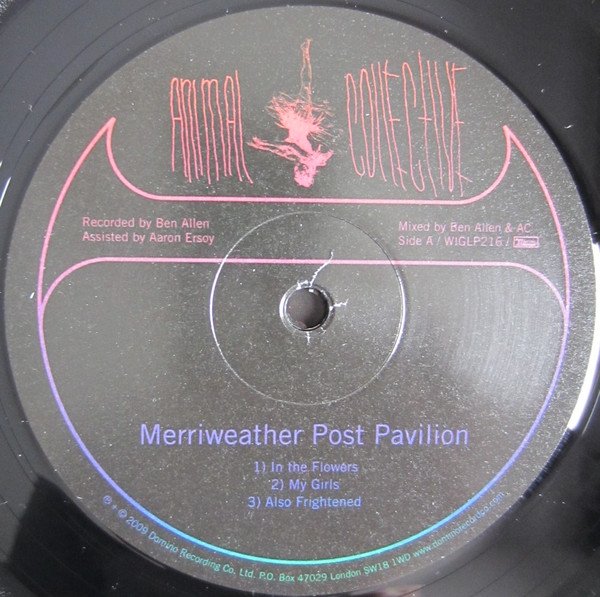 ANIMAL COLLECTIVE
Recorded by Ben Allen
Assisted by Aaron Ersoy
Mixed by Ben Allen & AC
Side A / WIGLP216 /
Merriweather Post Pavilion
1) In the Flowers
2) My Girls
3) Also Frightened
℗ + © 2009 Domino Recording Co. Ltd. P.O. Box 47029 London SW18 1WD www.dominorecordco.com